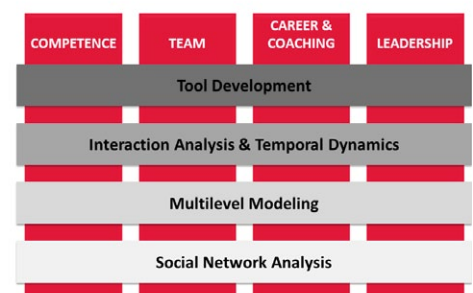 COMPETENCE
TEAM
CAREER &
COACHING
LEADERSHIP
Tool Development
Interaction Analysis & Temporal Dynamics
Multilevel Modeling
Social Network Analysis